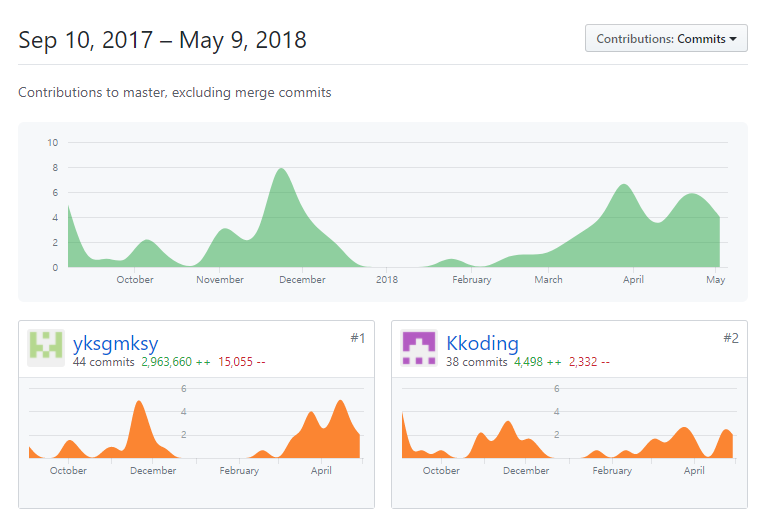 Sep 10, 2017 – May 9, 2018
Contributions: Commits
Contributions to master, excluding merge commits
10
8
6
4
2
0
October November December 2018 February March April May
yksgmksy
#1
44 commits 2,963,660 ++ 15,055 --
6
4
2
October December February April
Kkoding
#2
38 commits 4,498 ++ 2,332 --
6
4
2
October December February April